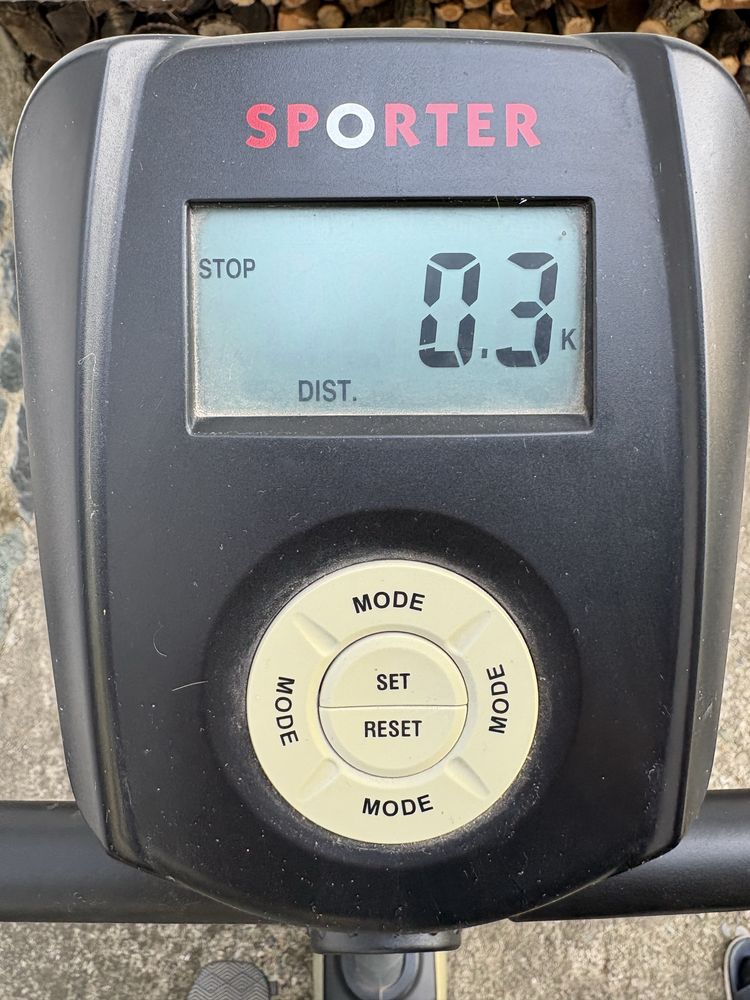 SPORTER
STOP
0.3 K
DIST.
MODE
SET
MODE
MODE
RESET
MODE